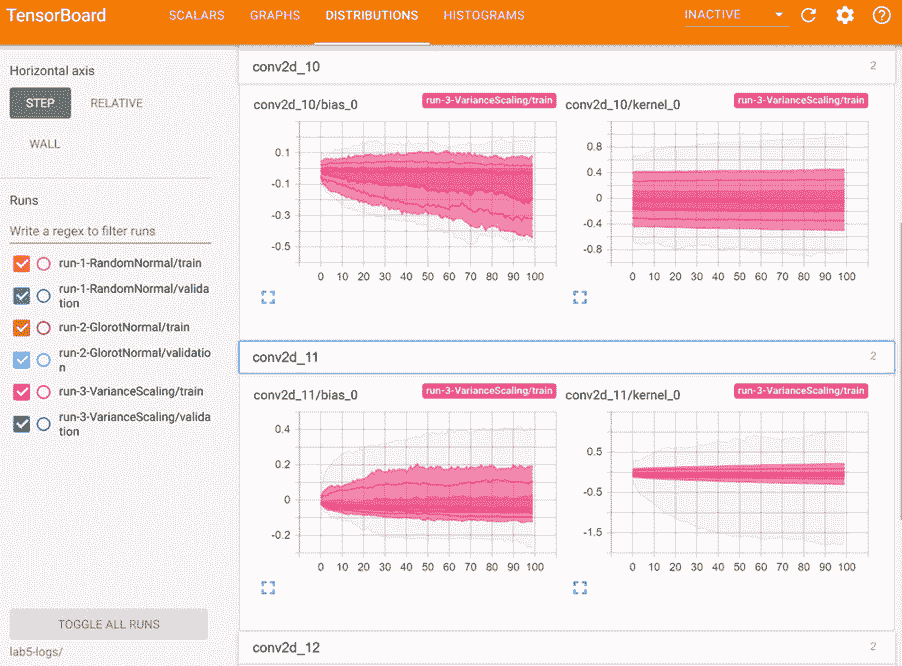 TensorBoard
SCALARS GRAPHS DISTRIBUTIONS HISTOGRAMS
INACTIVE
Horizontal axis
STEP RELATIVE
WALL
Runs
Write a regex to filter runs
run-1-RandomNormal/train
run-1-RandomNormal/valida
tion
run-2-GlorotNormal/train
run-2-GlorotNormal/validatio
n
run-3-VarianceScaling/train
run-3-VarianceScaling/valida
tion
TOGGLE ALL RUNS
lab5-logs/
conv2d_10 2
conv2d_10/bias_0 run-3-VarianceScaling/train
0.1
-0.1
-0.3
-0.5
0 10 20 30 40 50 60 70 80 90 100
conv2d_10/kernel_0 run-3-VarianceScaling/train
0.8
0.4
0
-0.4
-0.8
0 10 20 30 40 50 60 70 80 90 100
conv2d_11 2
conv2d_11/bias_0 run-3-VarianceScaling/train
0.4
0.2
0
-0.2
0 10 20 30 40 50 60 70 80 90 100
conv2d_11/kernel_0 run-3-VarianceScaling/train
0.5
-0.5
-1.5
0 10 20 30 40 50 60 70 80 90 100
conv2d_12 2